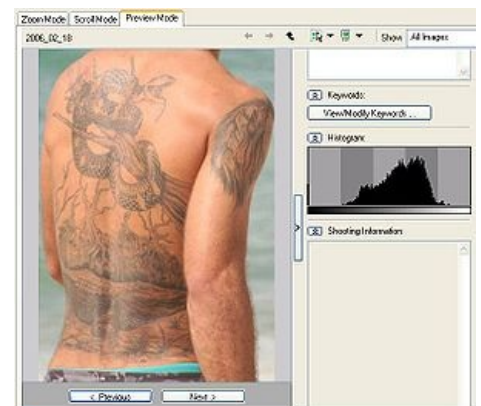 Zoom Mode Scroll Mode Preview Mode
2006_02_18
Show All Images
Keywords:
View/Modify Keywords ...
Histogram:
Shooting Information
< Previous Next >